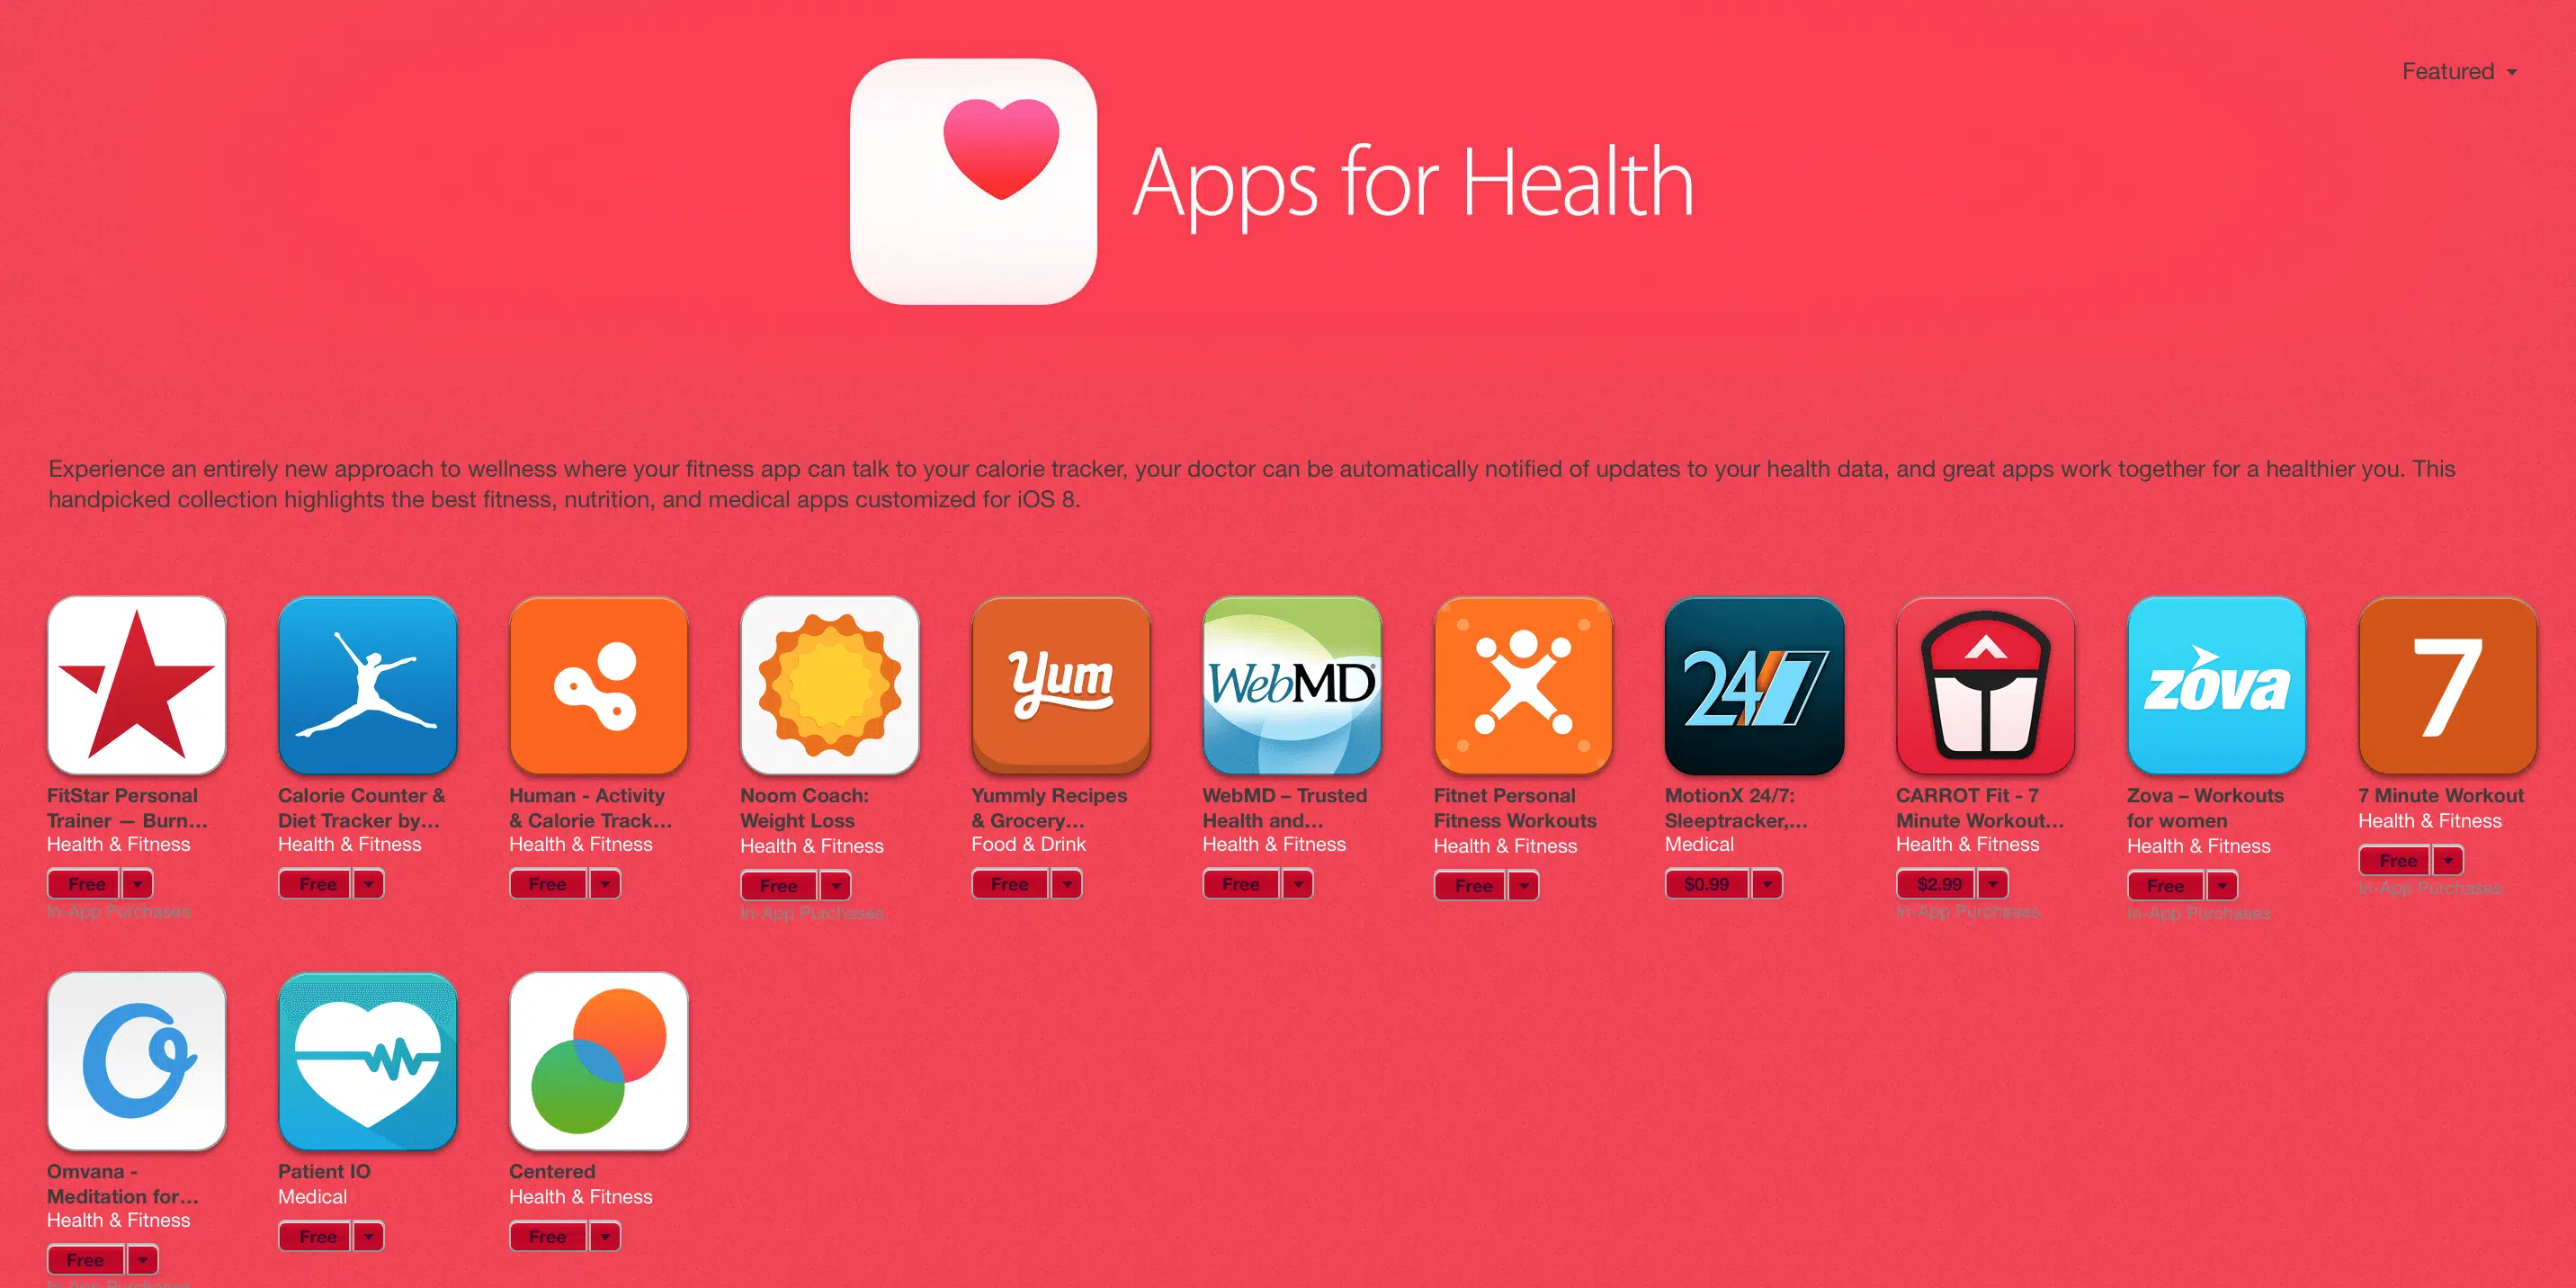 Featured
Apps for Health
Experience an entirely new approach to wellness where your fitness app can talk to your calorie tracker, your doctor can be automatically notified of updates to your health data, and great apps work together for a healthier you. This
handpicked collection highlights the best fitness, nutrition, and medical apps customized for iOS 8.
Yum
WebMD
24/7
zova
7
FitStar Personal
Trainer — Burn...
Health & Fitness
Free
In-App Purchases
Calorie Counter &
Diet Tracker by...
Health & Fitness
Free
Human - Activity
& Calorie Track...
Health & Fitness
Free
Noom Coach:
Weight Loss
Health & Fitness
Free
In-App Purchases
Yummly Recipes
& Grocery...
Food & Drink
Free
WebMD – Trusted
Health and...
Health & Fitness
Free
Fitnet Personal
Fitness Workouts
Health & Fitness
Free
MotionX 24/7:
Sleeptracker,...
Medical
$0.99
CARROT Fit - 7
Minute Workout...
Health & Fitness
$2.99
In-App Purchases
Zova – Workouts
for women
Health & Fitness
Free
In-App Purchases
7 Minute Workout
Health & Fitness
Free
In-App Purchases
Omvana -
Meditation for...
Health & Fitness
Free
In-App Purchases
Patient IO
Medical
Free
Centered
Health & Fitness
Free